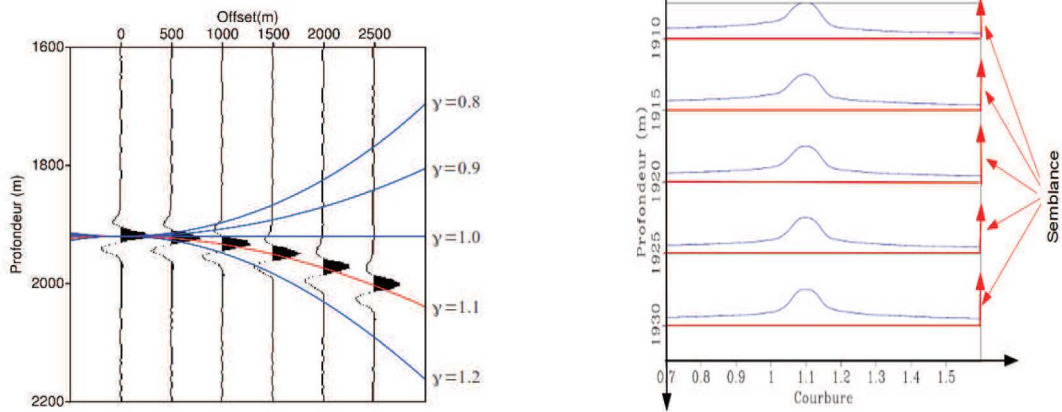 Offset(m)
0 500 1000 1500 2000 2500
1600
1800
2000
2200
Profondeur (m)
γ=0.8
γ=0.9
γ=1.0
γ=1.1
γ=1.2
1910
1915
1920
1925
1930
Profondeur (m)
0.7 0.8 0.9 1 1.1 1.2 1.3 1.4 1.5
Courbure
Semblance